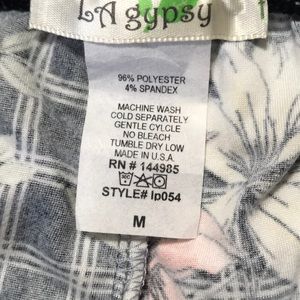 LA gypsy
96% POLYESTER
4% SPANDEX
MACHINE WASH
COLD SEPARATELY
GENTLE CYLCLE
NO BLEACH
TUMBLE DRY LOW
MADE IN U.S.A.
RN # 144985
STYLE# lp054
M